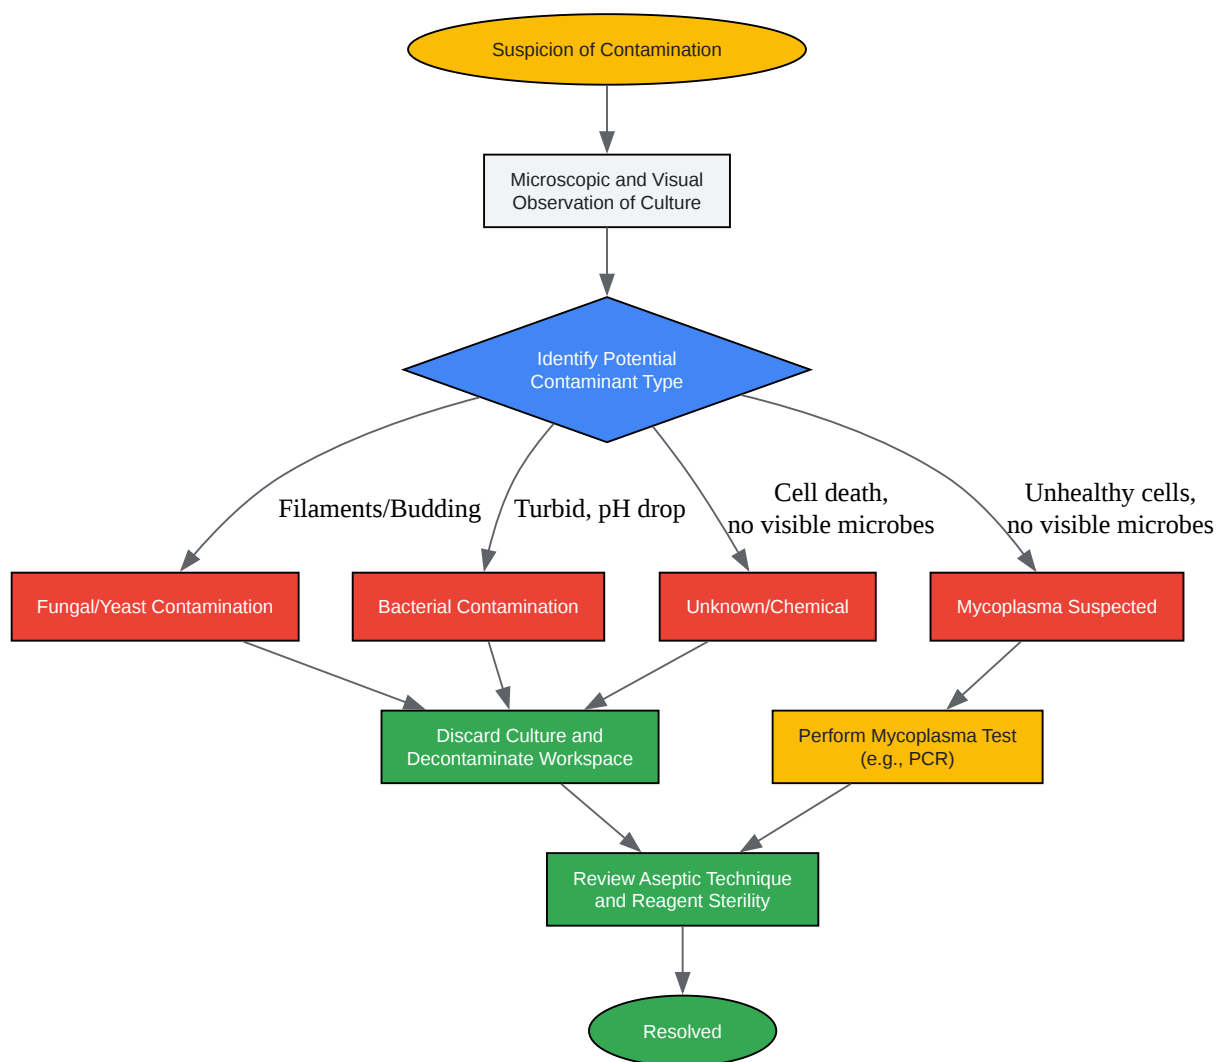 Suspicion of Contamination
Microscopic and Visual
Observation of Culture
Identify Potential
Contaminant Type
Filaments/Budding
Turbid, pH drop
Cell death,
no visible microbes
Unhealthy cells,
no visible microbes
Fungal/Yeast Contamination
Bacterial Contamination
Unknown/Chemical
Mycoplasma Suspected
Discard Culture and
Decontaminate Workspace
Perform Mycoplasma Test
(e.g., PCR)
Review Aseptic Technique
and Reagent Sterility
Resolved